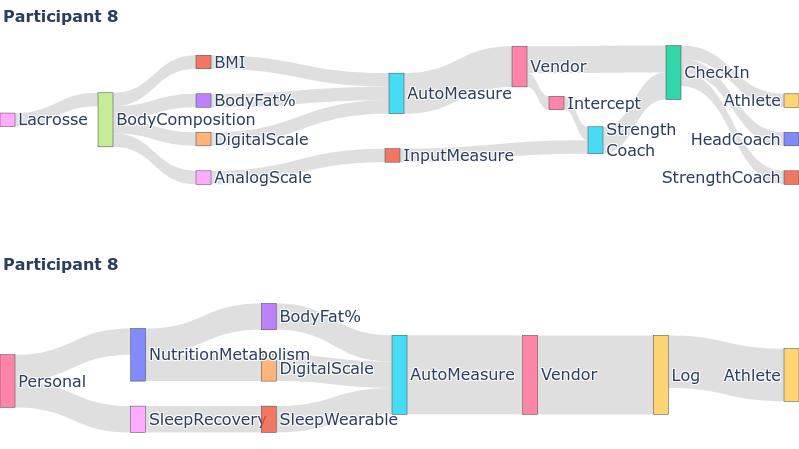 Participant 8
BMI
Vendor
CheckIn
AutoMeasure
BodyFat%
Athlete
Intercept
Lacrosse
BodyComposition
Strength
Coach
DigitalScale
HeadCoach
InputMeasure
AnalogScale
StrengthCoach
Participant 8
BodyFat%
NutritionMetabolism
DigitalScale
Personal
AutoMeasure
Vendor
Log
Athlete
SleepRecovery
SleepWearable